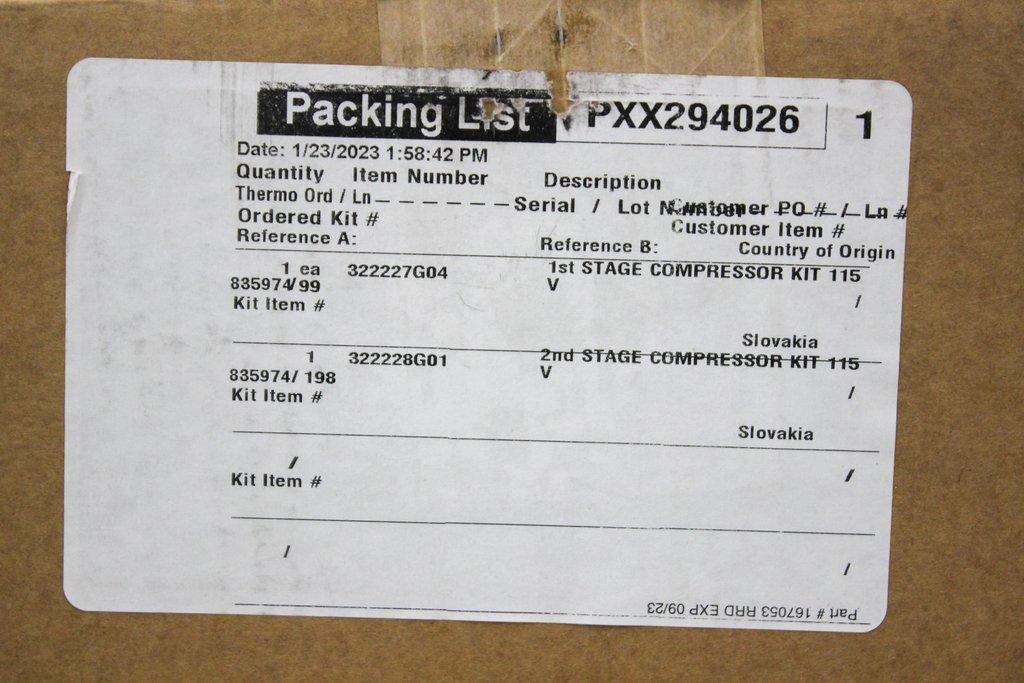 Packing List PXX294026 1
Date: 1/23/2023 1:58:42 PM
Quantity Item Number Description
Thermo Ord / Ln - - - - - - - Serial / Lot Number - - - Customer PO # / Ln #
Ordered Kit # Customer Item #
Reference A: Reference B: Country of Origin
1 ea 322227G04 1st STAGE COMPRESSOR KIT 115
835974/99 V /
Kit Item #
Slovakia
1 322228G01 2nd STAGE COMPRESSOR KIT 115
835974/ 198 V /
Kit Item #
Slovakia
/ /
Kit Item #
/ /
Part # 167053 RRD EXP 09/23